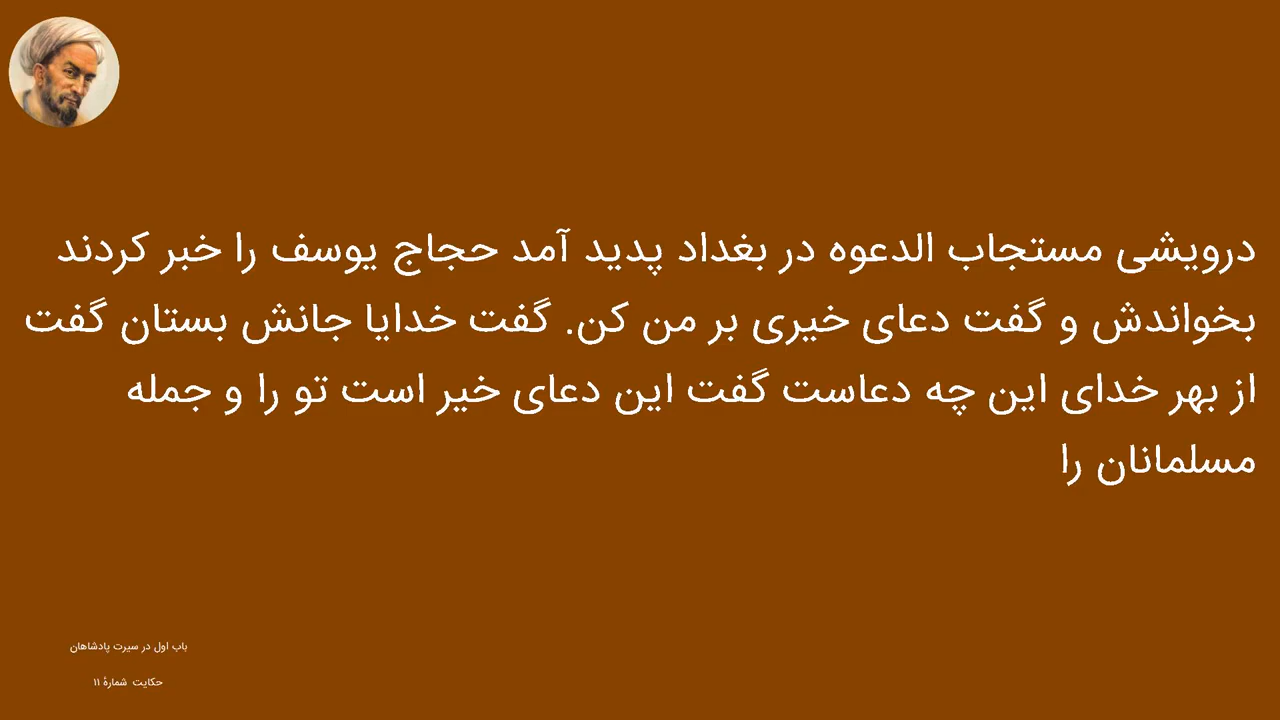 درویشی مستجاب الدعوه در بغداد پدید آمد حجاج یوسف را خبر کردند
بخواندش و گفت دعای خیری بر من کن. گفت خدایا جانش بستان گفت
از بهر خدای این چه دعاست گفت این دعای خیر است تو را و جمله
مسلمانان را
باب اول در سیرت پادشاهان
حکایت شمارهٔ ۱۱